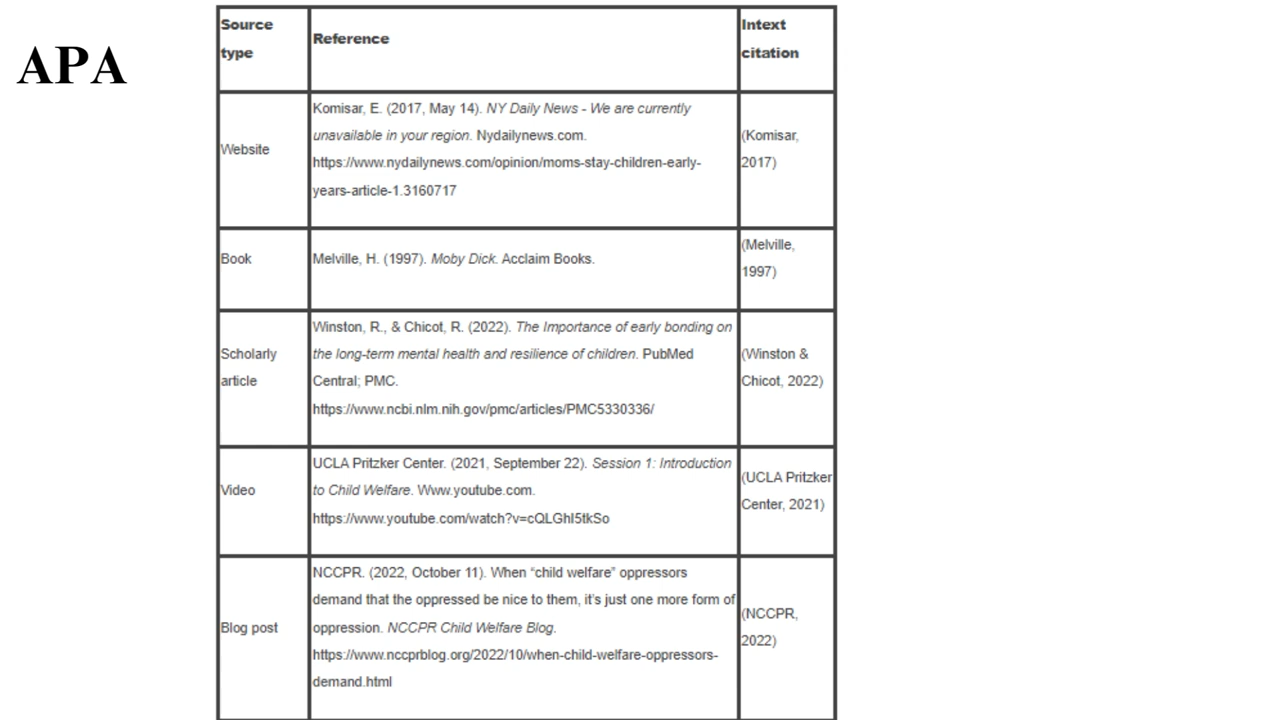 APA
Source
type
Reference
Intext
citation
Website
Komisar, E. (2017, May 14). NY Daily News - We are currently
unavailable in your region. Nydailynews.com.
https://www.nydailynews.com/opinion/moms-stay-children-early-
years-article-1.3160717
(Komisar,
2017)
Book
Melville, H. (1997). Moby Dick. Acclaim Books.
(Melville,
1997)
Scholarly
article
Winston, R., & Chicot, R. (2022). The Importance of early bonding on
the long-term mental health and resilience of children. PubMed
Central; PMC.
https://www.ncbi.nlm.nih.gov/pmc/articles/PMC5330336/
(Winston &
Chicot, 2022)
Video
UCLA Pritzker Center. (2021, September 22). Session 1: Introduction
to Child Welfare. Www.youtube.com.
https://www.youtube.com/watch?v=cQLGhI5tkSo
(UCLA Pritzker
Center, 2021)
Blog post
NCCPR. (2022, October 11). When “child welfare” oppressors
demand that the oppressed be nice to them, it’s just one more form of
oppression. NCCPR Child Welfare Blog.
https://www.nccprblog.org/2022/10/when-child-welfare-oppressors-
demand.html
(NCCPR,
2022)